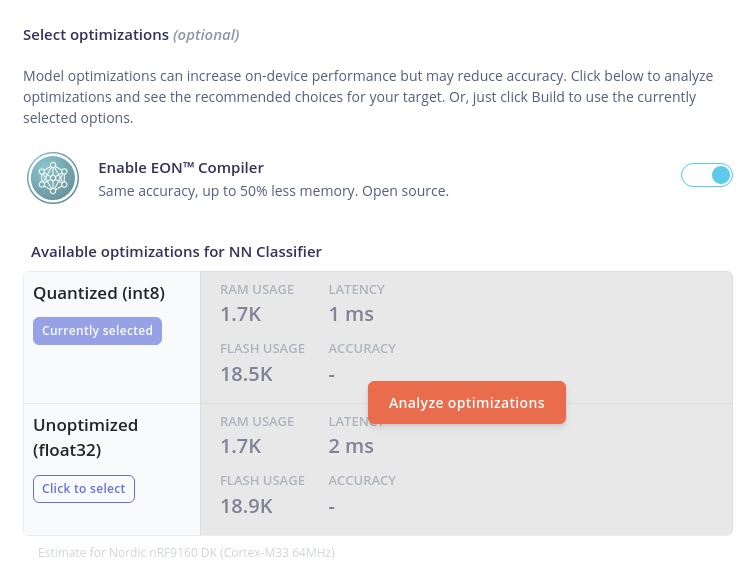 Select optimizations (optional)
Model optimizations can increase on-device performance but may reduce accuracy. Click below to analyze
optimizations and see the recommended choices for your target. Or, just click Build to use the currently
selected options.
Enable EON™ Compiler
Same accuracy, up to 50% less memory. Open source.
Available optimizations for NN Classifier
Quantized (int8)
Currently selected
RAM USAGE LATENCY
1.7K 1 ms
FLASH USAGE ACCURACY
18.5K -
Analyze optimizations
Unoptimized
(float32)
Click to select
RAM USAGE LATENCY
1.7K 2 ms
FLASH USAGE ACCURACY
18.9K -
Estimate for Nordic nRF9160 DK (Cortex-M33 64MHz)